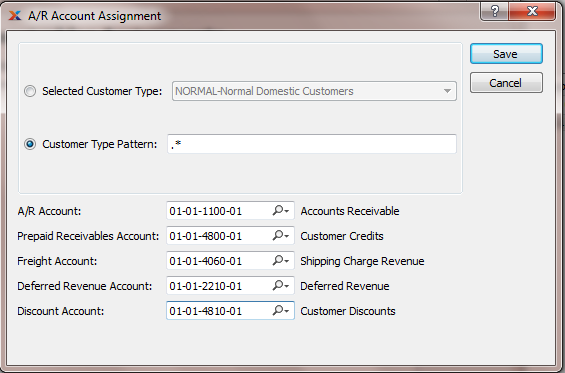 A/R Account Assignment
?
Save
Selected Customer Type: NORMAL-Normal Domestic Customers
Cancel
Customer Type Pattern: .*
A/R Account: 01-01-1100-01 Accounts Receivable
Prepaid Receivables Account: 01-01-4800-01 Customer Credits
Freight Account: 01-01-4060-01 Shipping Charge Revenue
Deferred Revenue Account: 01-01-2210-01 Deferred Revenue
Discount Account: 01-01-4810-01 Customer Discounts